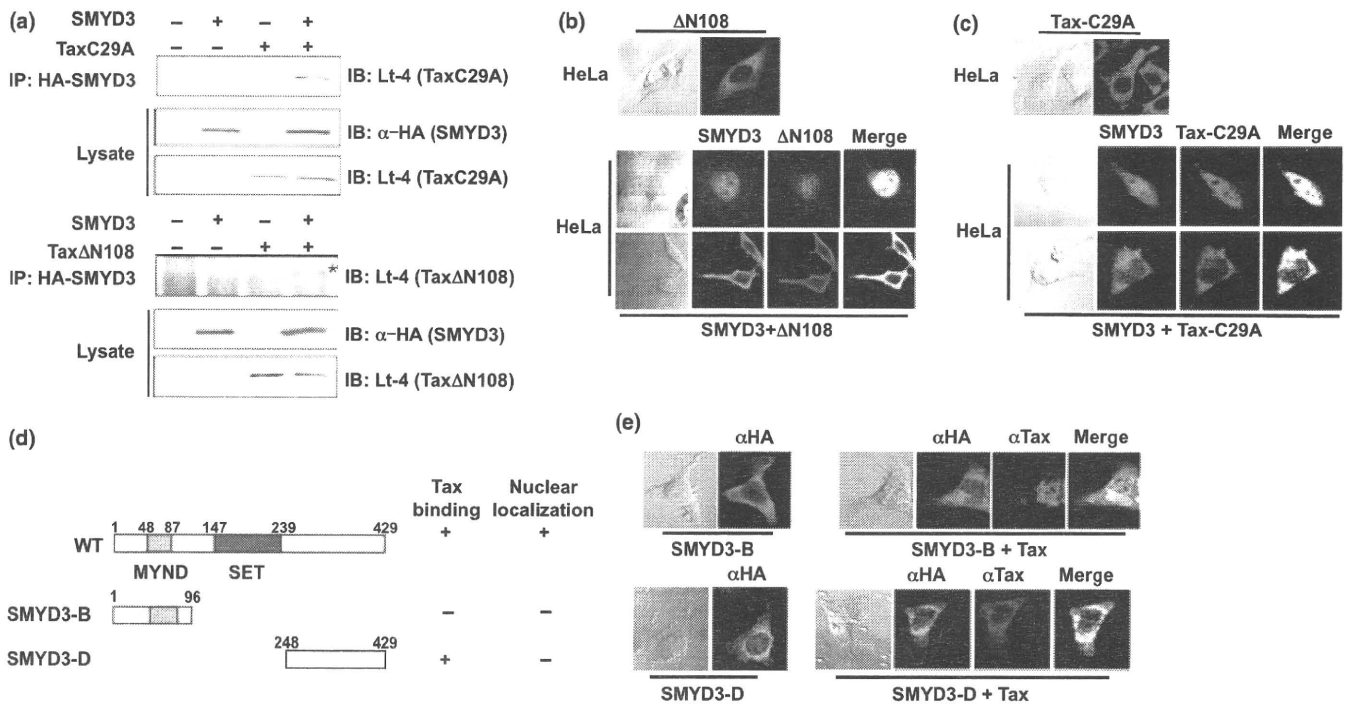 (a)
SMYD3 – + – +
TaxC29A – – + +
IP: HA-SMYD3
IB: Lt-4 (TaxC29A)
Lysate
IB: α–HA (SMYD3)
IB: Lt-4 (TaxC29A)
SMYD3 – + – +
TaxΔN108 – – + +
IP: HA-SMYD3
*
IB: Lt-4 (TaxΔN108)
Lysate
IB: α–HA (SMYD3)
IB: Lt-4 (TaxΔN108)
(b)
ΔN108
HeLa
SMYD3 ΔN108 Merge
HeLa
SMYD3+ΔN108
(c)
Tax-C29A
HeLa
SMYD3 Tax-C29A Merge
HeLa
SMYD3 + Tax-C29A
(d)
Tax binding
Nuclear localization
1 48 87 147 239 429
WT + +
MYND SET
1 96
SMYD3-B – –
248 429
SMYD3-D + –
(e)
αHA
SMYD3-B
αHA αTax Merge
SMYD3-B + Tax
αHA
SMYD3-D
αHA αTax Merge
SMYD3-D + Tax